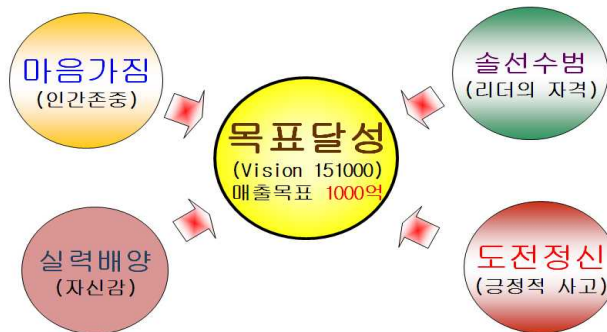 마음가짐
(인간존중)
솔선수범
(리더의 자격)
목표달성
(Vision 151000)
매출목표 1000억
실력배양
(자신감)
도전정신
(긍정적 사고)